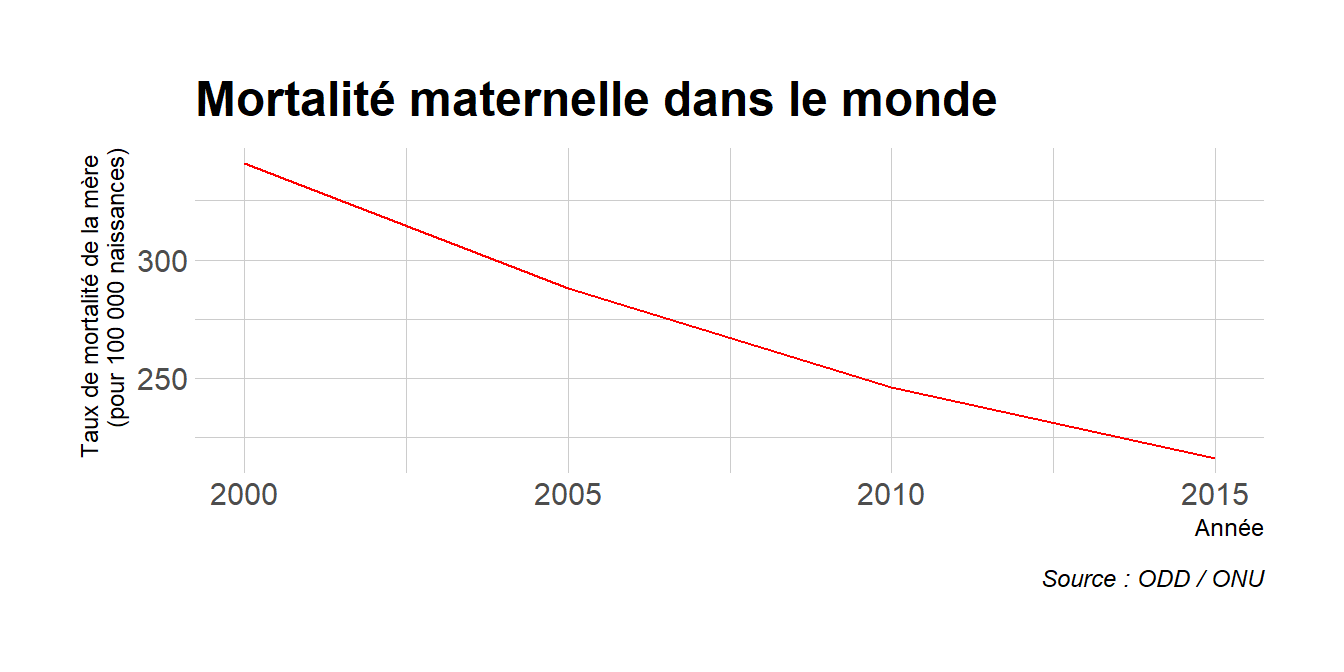 Mortalité maternelle dans le monde
Taux de mortalité de la mère
(pour 100 000 naissances)
300
250
2000 2005 2010 2015
Année
Source : ODD / ONU